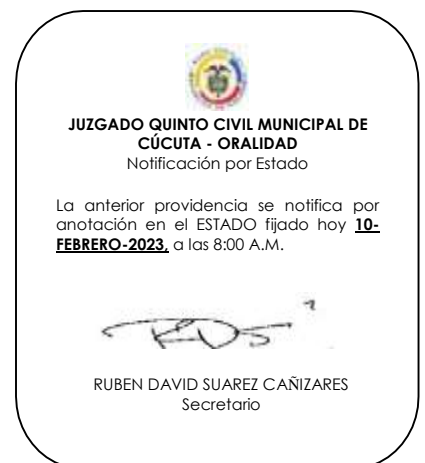 JUZGADO QUINTO CIVIL MUNICIPAL DE
CÚCUTA - ORALIDAD
Notificación por Estado
La anterior providencia se notifica por
anotación en el ESTADO fijado hoy 10-
FEBRERO-2023, a las 8:00 A.M.
RUBEN DAVID SUAREZ CAÑIZARES
Secretario